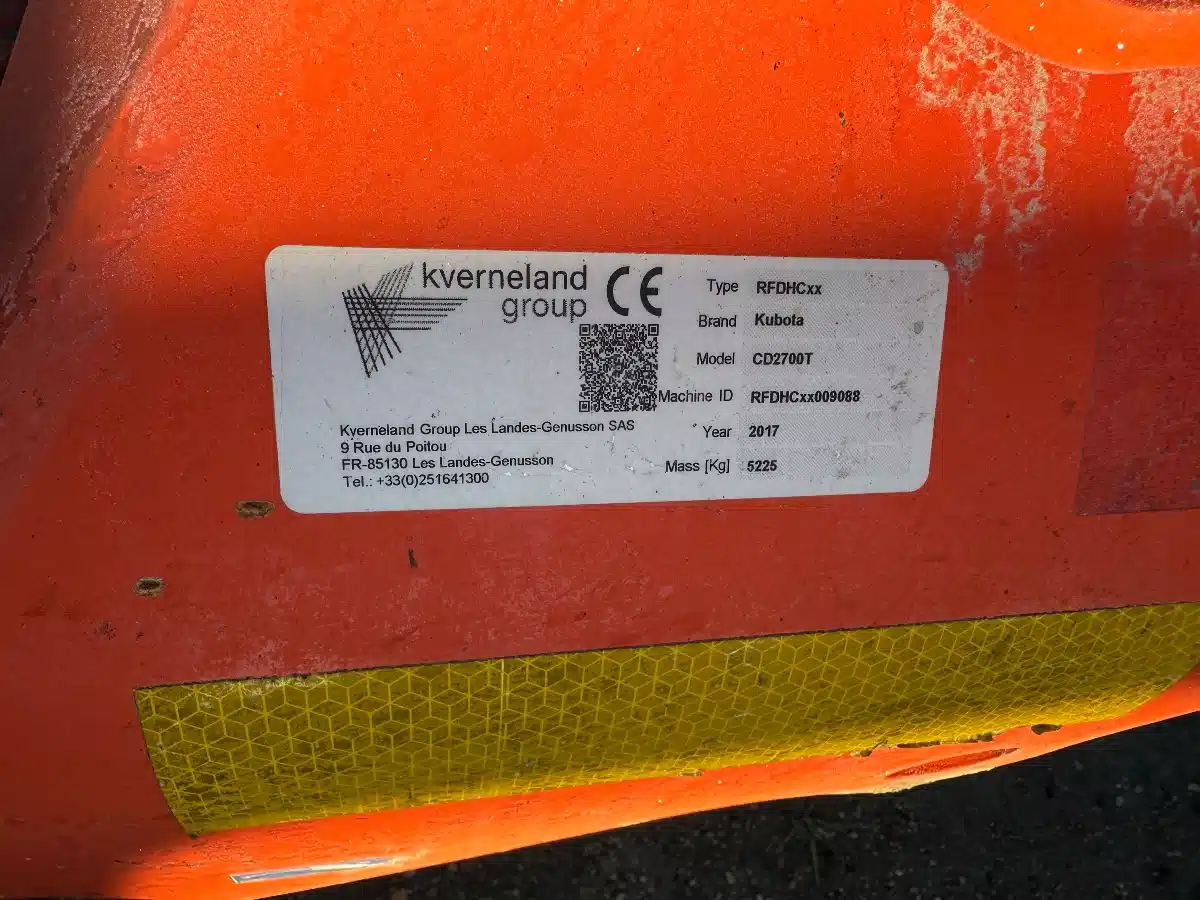 kverneland
group
CE
Type RFDHCxx
Brand Kubota
Model CD2700T
Machine ID RFDHCxx009088
Year 2017
Mass [Kg] 5225
Kverneland Group Les Landes-Genusson SAS
9 Rue du Poitou
FR-85130 Les Landes-Genusson
Tel.: +33(0)251641300